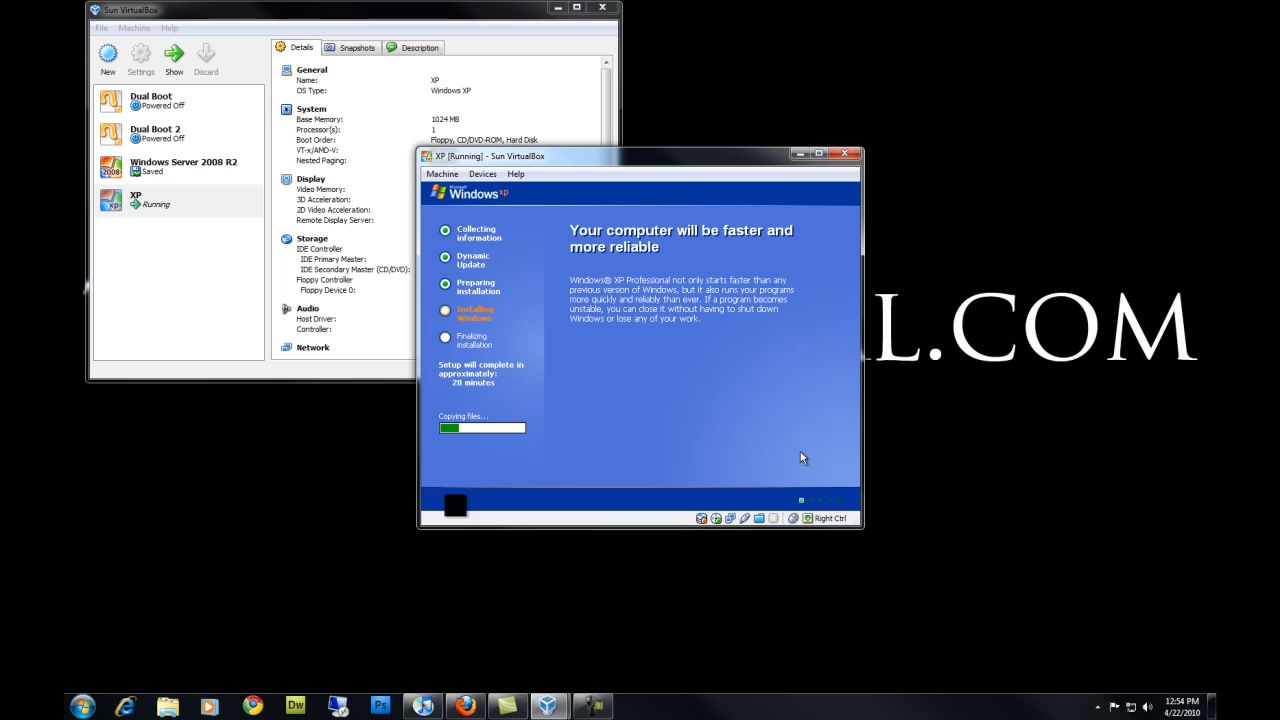 Sun VirtualBox
File Machine Help
New Settings Show Discard
Dual Boot
Powered Off
Dual Boot 2
Powered Off
Windows Server 2008 R2
Saved
XP
Running
Details Snapshots Description
General
Name: XP
OS Type: Windows XP
System
Base Memory: 1024 MB
Processor(s): 1
Boot Order: Floppy, CD/DVD-ROM, Hard Disk
VT-x/AMD-V:
Nested Paging:
Display
Video Memory:
3D Acceleration:
2D Video Acceleration:
Remote Display Server:
Storage
IDE Controller
IDE Primary Master:
IDE Secondary Master (CD/DVD):
Floppy Controller
Floppy Device 0:
Audio
Host Driver:
Controller:
Network
XP [Running] - Sun VirtualBox
Machine Devices Help
Microsoft
Windows xp
Collecting
information
Dynamic
Update
Preparing
installation
Installing
Windows
Finalizing
installation
Setup will complete in
approximately:
28 minutes
Copying files...
Your computer will be faster and
more reliable
Windows® XP Professional not only starts faster than any
previous version of Windows, but it also runs your programs
more quickly and reliably than ever. If a program becomes
unstable, you can close it without having to shut down
Windows or lose any of your work.
Right Ctrl
L.COM
Dw
Ps
12:54 PM
4/22/2010